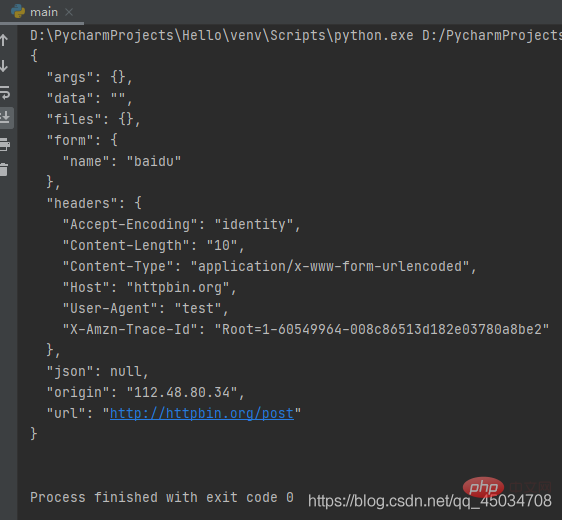 main
D:\PycharmProjects\Hello\venv\Scripts\python.exe D:/PycharmProjects
{
  "args": {},
  "data": "",
  "files": {},
  "form": {
    "name": "baidu"
  },
  "headers": {
    "Accept-Encoding": "identity",
    "Content-Length": "10",
    "Content-Type": "application/x-www-form-urlencoded",
    "Host": "httpbin.org",
    "User-Agent": "test",
    "X-Amzn-Trace-Id": "Root=1-60549964-008c86513d182e03780a8be2"
  },
  "json": null,
  "origin": "112.48.80.34",
  "url": "http://httpbin.org/post"
}
php
Process finished with exit code 0
https://blog.csdn.net/qq_45034708